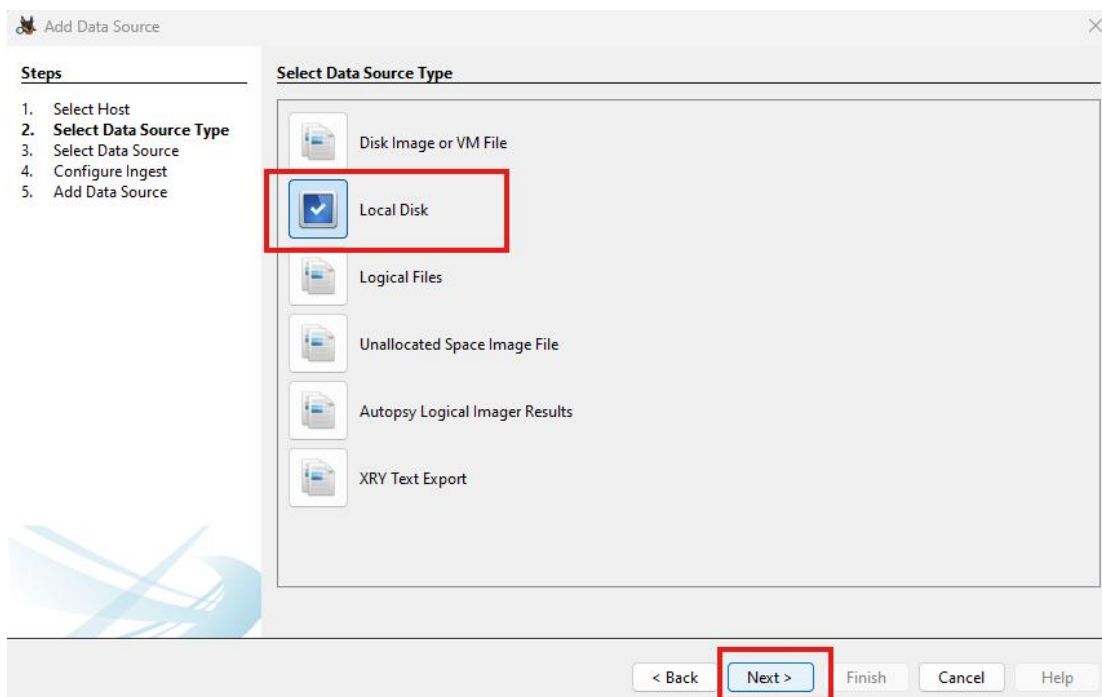 Add Data Source
Steps
1. Select Host
2. Select Data Source Type
3. Select Data Source
4. Configure Ingest
5. Add Data Source
Select Data Source Type
Disk Image or VM File
Local Disk
Logical Files
Unallocated Space Image File
Autopsy Logical Imager Results
XRY Text Export
< Back Next > Finish Cancel Help